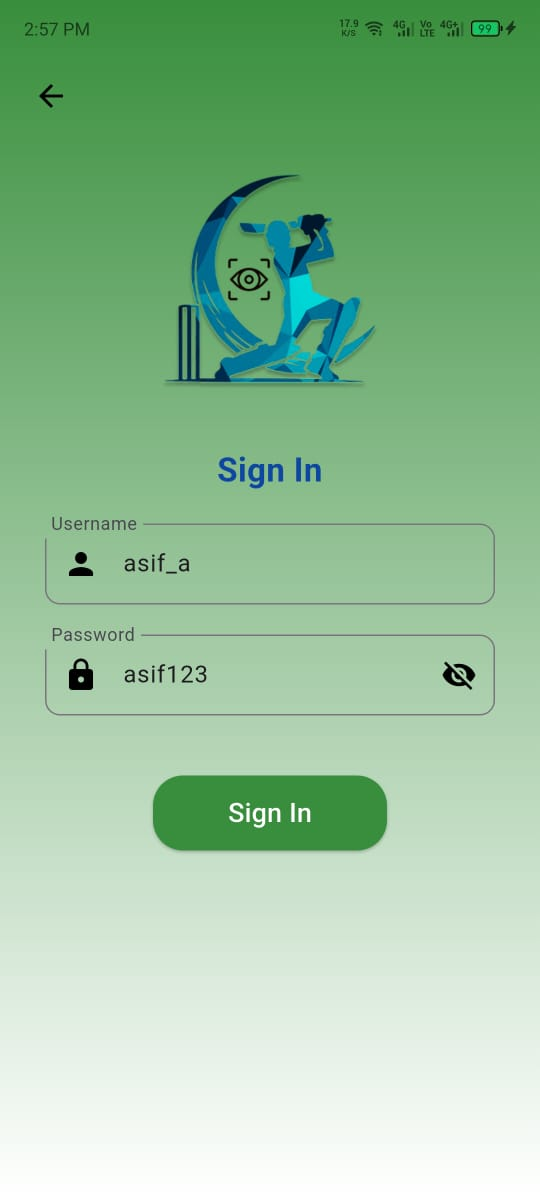 2:57 PM 17.9 K/S 4G Vo LTE 4G+ 99
Sign In
Username
asif_a
Password
asif123
Sign In